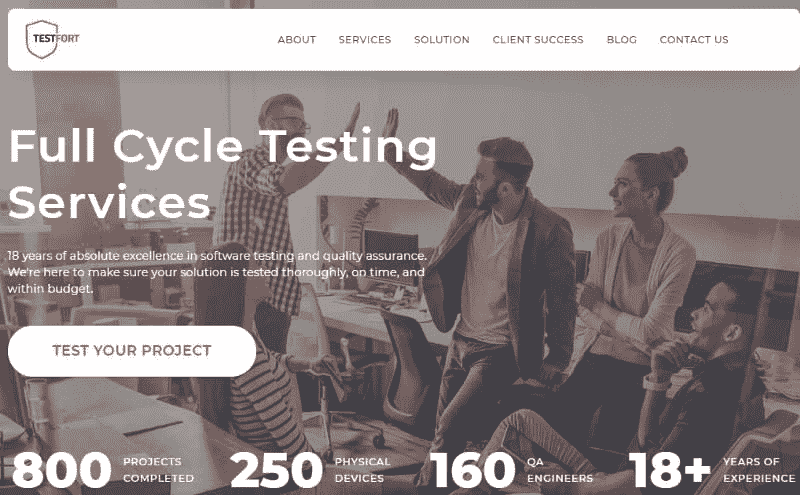 TESTFORT
ABOUT SERVICES SOLUTION CLIENT SUCCESS BLOG CONTACT US
Full Cycle Testing
Services
18 years of absolute excellence in software testing and quality assurance.
We're here to make sure your solution is tested thoroughly, on time, and
within budget.
TEST YOUR PROJECT
800 PROJECTS COMPLETED
250 PHYSICAL DEVICES
160 QA ENGINEERS
18+ YEARS OF EXPERIENCE